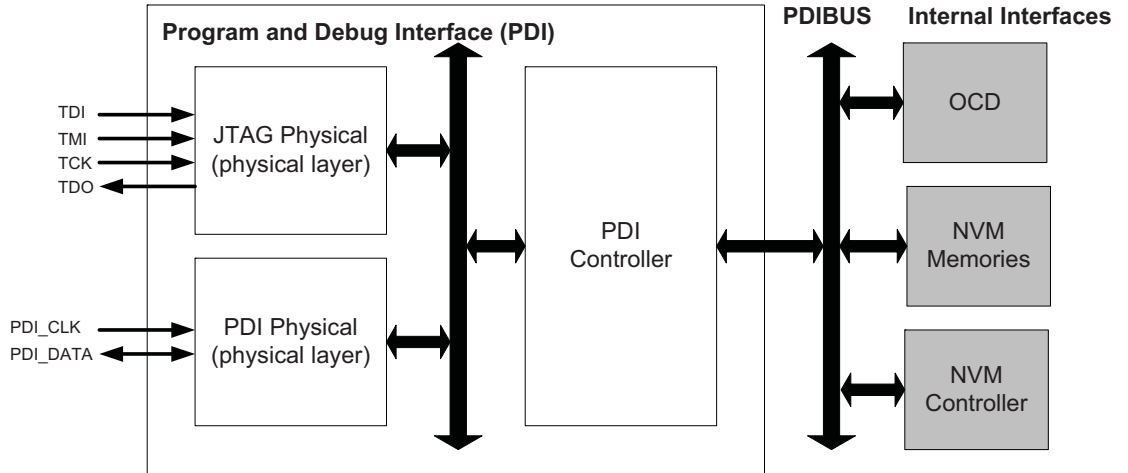 Program and Debug Interface (PDI)
PDIBUS
Internal Interfaces
TDI
TMI
TCK
TDO
JTAG Physical
(physical layer)
PDI_CLK
PDI_DATA
PDI Physical
(physical layer)
PDI
Controller
OCD
NVM
Memories
NVM
Controller